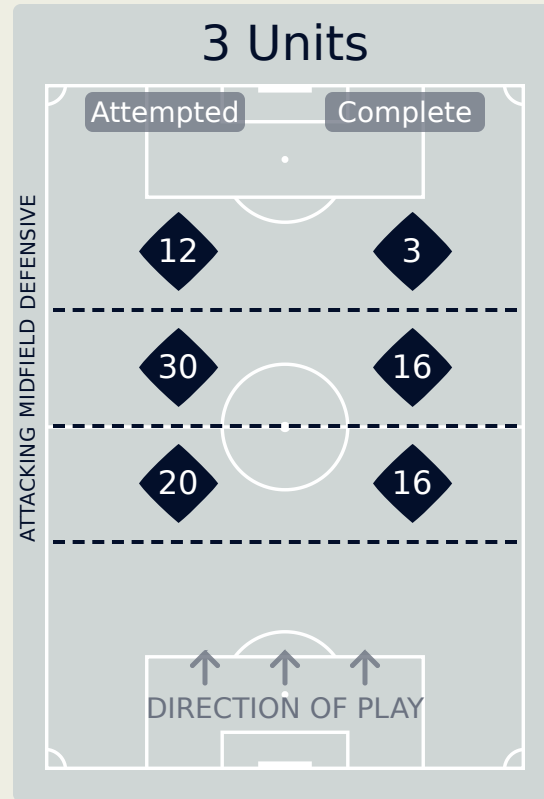 3 Units
Attempted Complete
12 3
30 16
20 16
ATTACKING MIDFIELD DEFENSIVE
DIRECTION OF PLAY